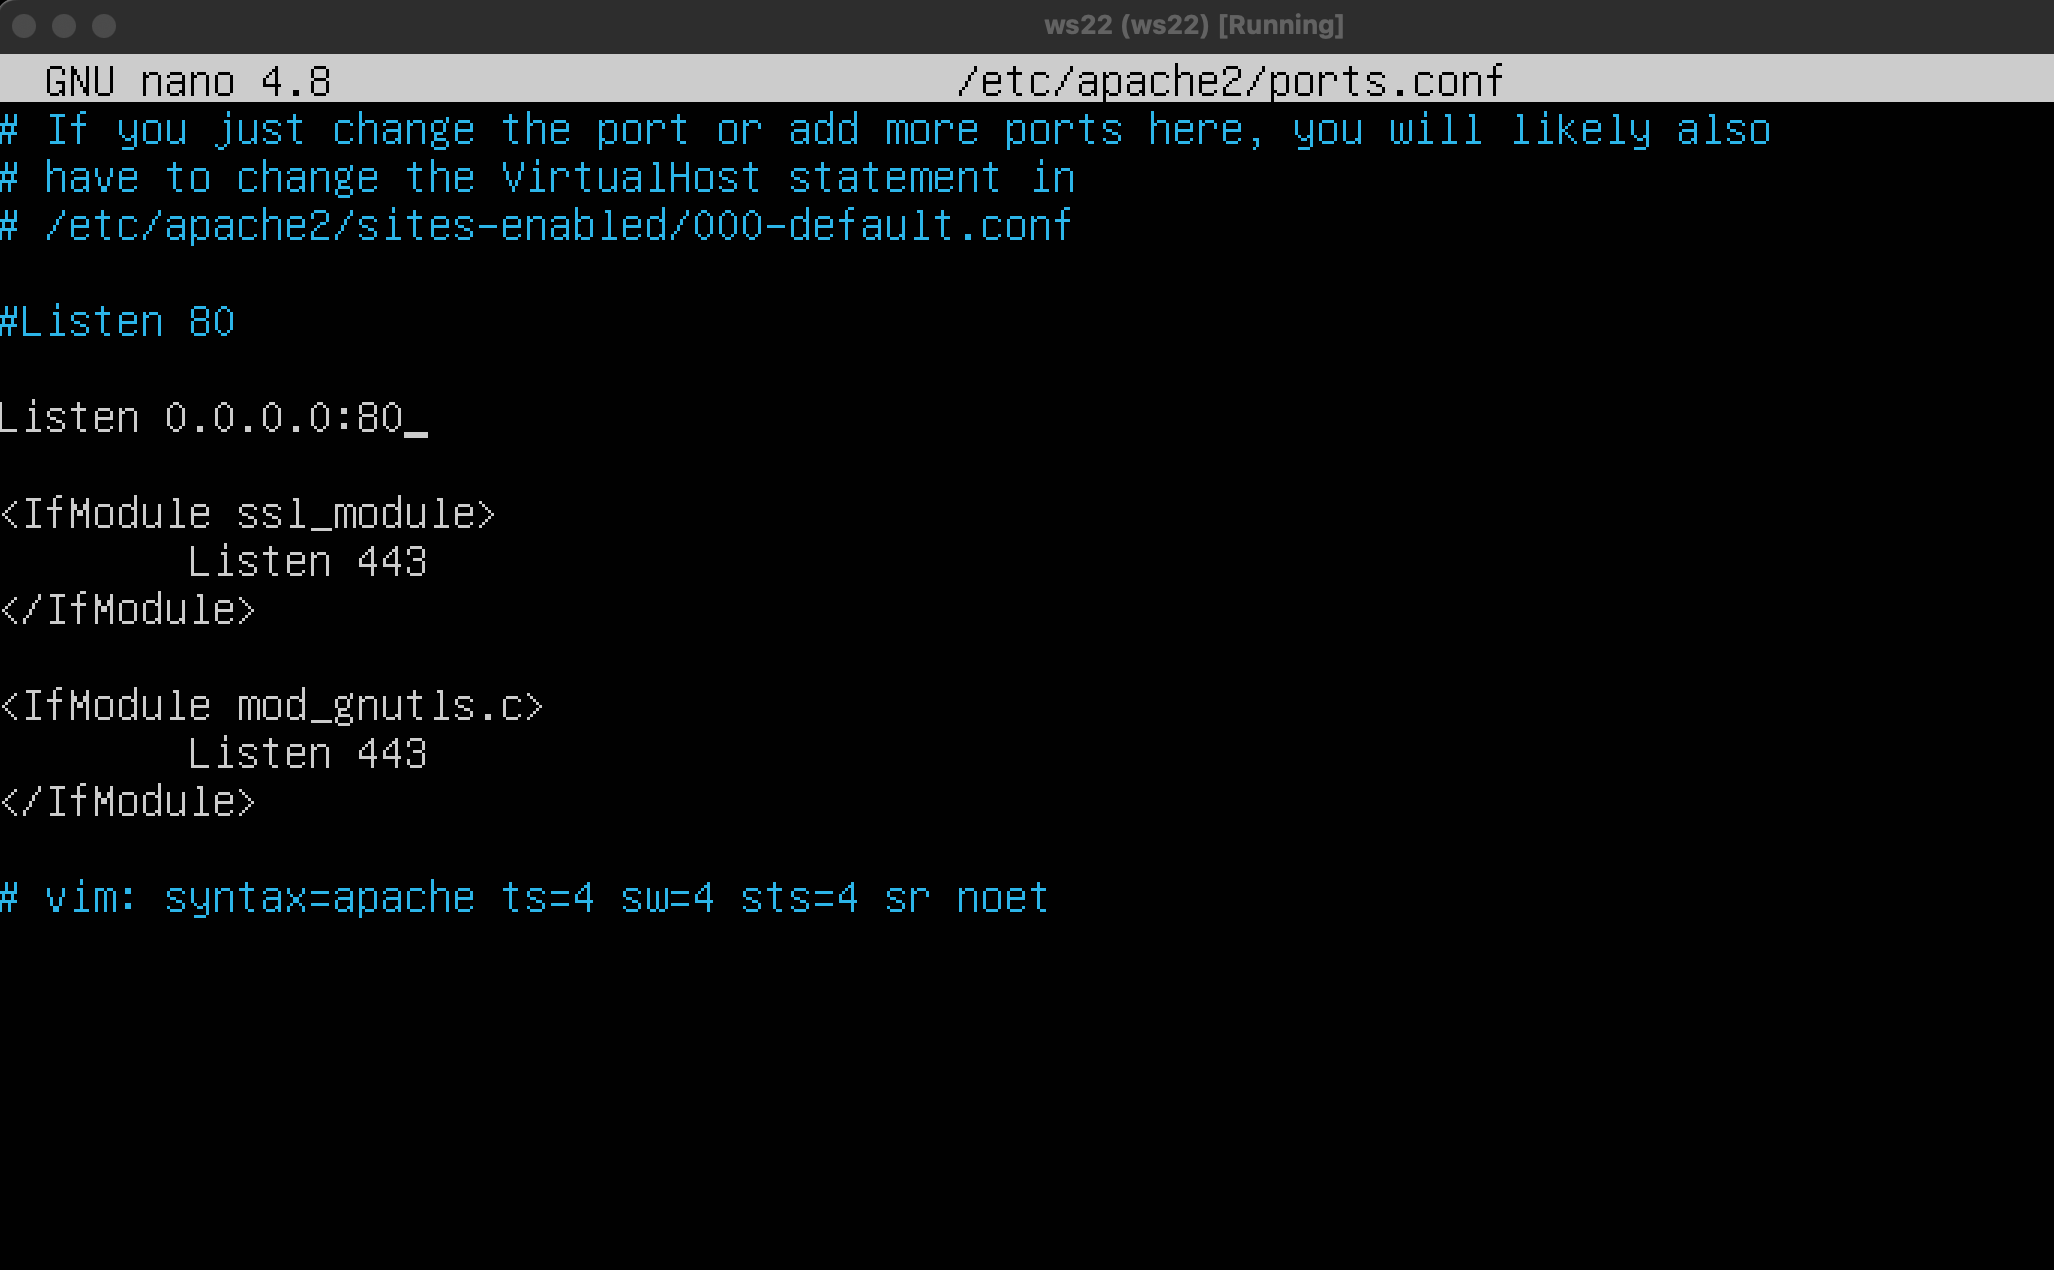 ws22 (ws22) [Running]
GNU nano 4.8 /etc/apache2/ports.conf
# If you just change the port or add more ports here, you will likely also
# have to change the VirtualHost statement in
# /etc/apache2/sites-enabled/000-default.conf
#Listen 80
Listen 0.0.0.0:80_
<IfModule ssl_module>
Listen 443
</IfModule>
<IfModule mod_gnutls.c>
Listen 443
</IfModule>
# vim: syntax=apache ts=4 sw=4 sts=4 sr noet